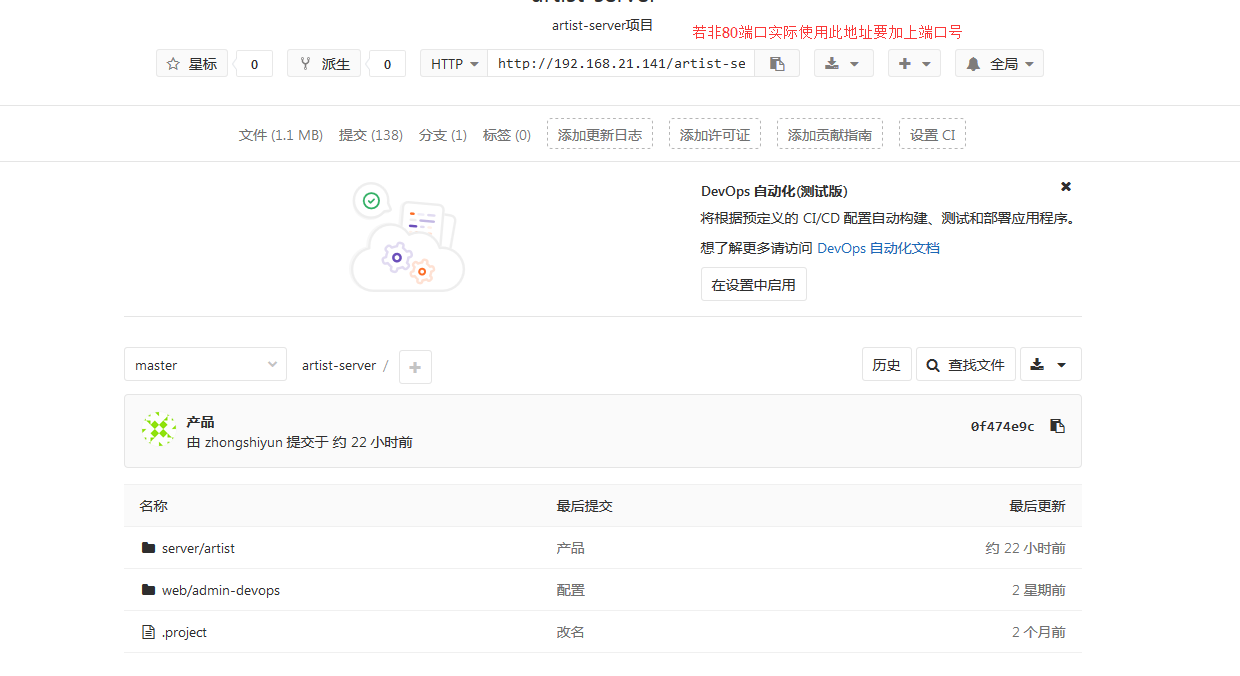 artist-server
artist-server项目
若非80端口实际使用此地址要加上端口号
星标 0 派生 0 HTTP http://192.168.21.141/artist-se 全局
文件 (1.1 MB) 提交 (138) 分支 (1) 标签 (0) 添加更新日志 添加许可证 添加贡献指南 设置 CI
DevOps 自动化(测试版)
将根据预定义的 CI/CD 配置自动构建、测试和部署应用程序。
想了解更多请访问 DevOps 自动化文档
在设置中启用
master artist-server / 历史 查找文件
产品
由 zhongshiyun 提交于 约 22 小时前
0f474e9c
名称 最后提交 最后更新
server/artist 产品 约 22 小时前
web/admin-devops 配置 2 星期前
.project 改名 2 个月前